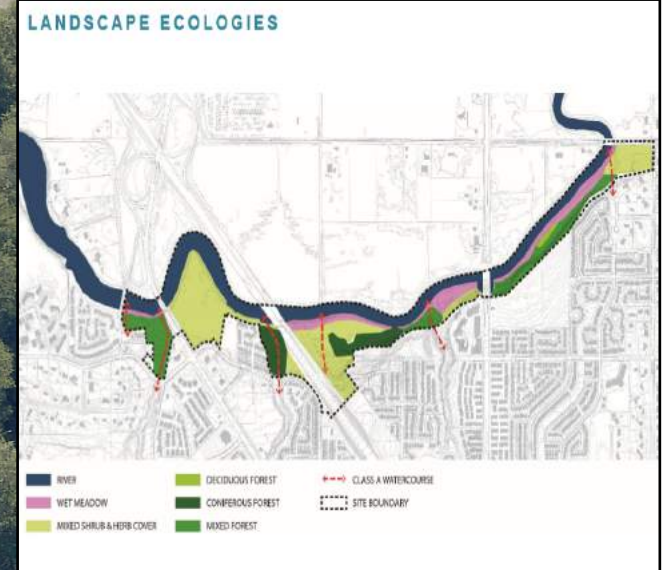 LANDSCAPE ECOLOGIES
RIVER
WET MEADOW
MIXED SHRUB & HERB COVER
DECIDUOUS FOREST
CONIFEROUS FOREST
MIXED FOREST
CLASS A WATERCOURSE
SITE BOUNDARY